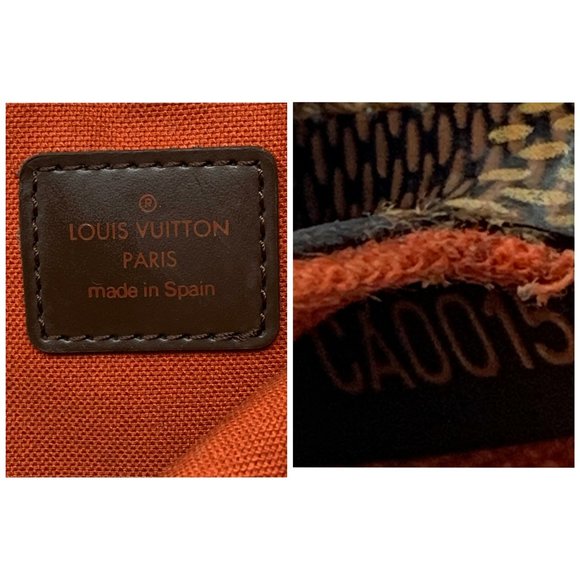 ®
LOUIS VUITTON
PARIS
made in Spain
CA0015